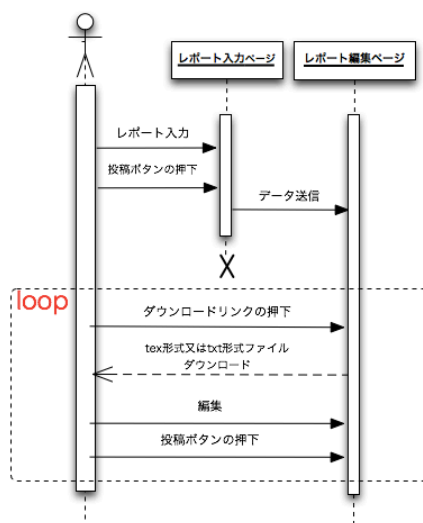 レポート入力ページ
レポート編集ページ
レポート入力
投稿ボタンの押下
データ送信
loop
ダウンロードリンクの押下
tex形式又はtxt形式ファイル
ダウンロード
編集
投稿ボタンの押下